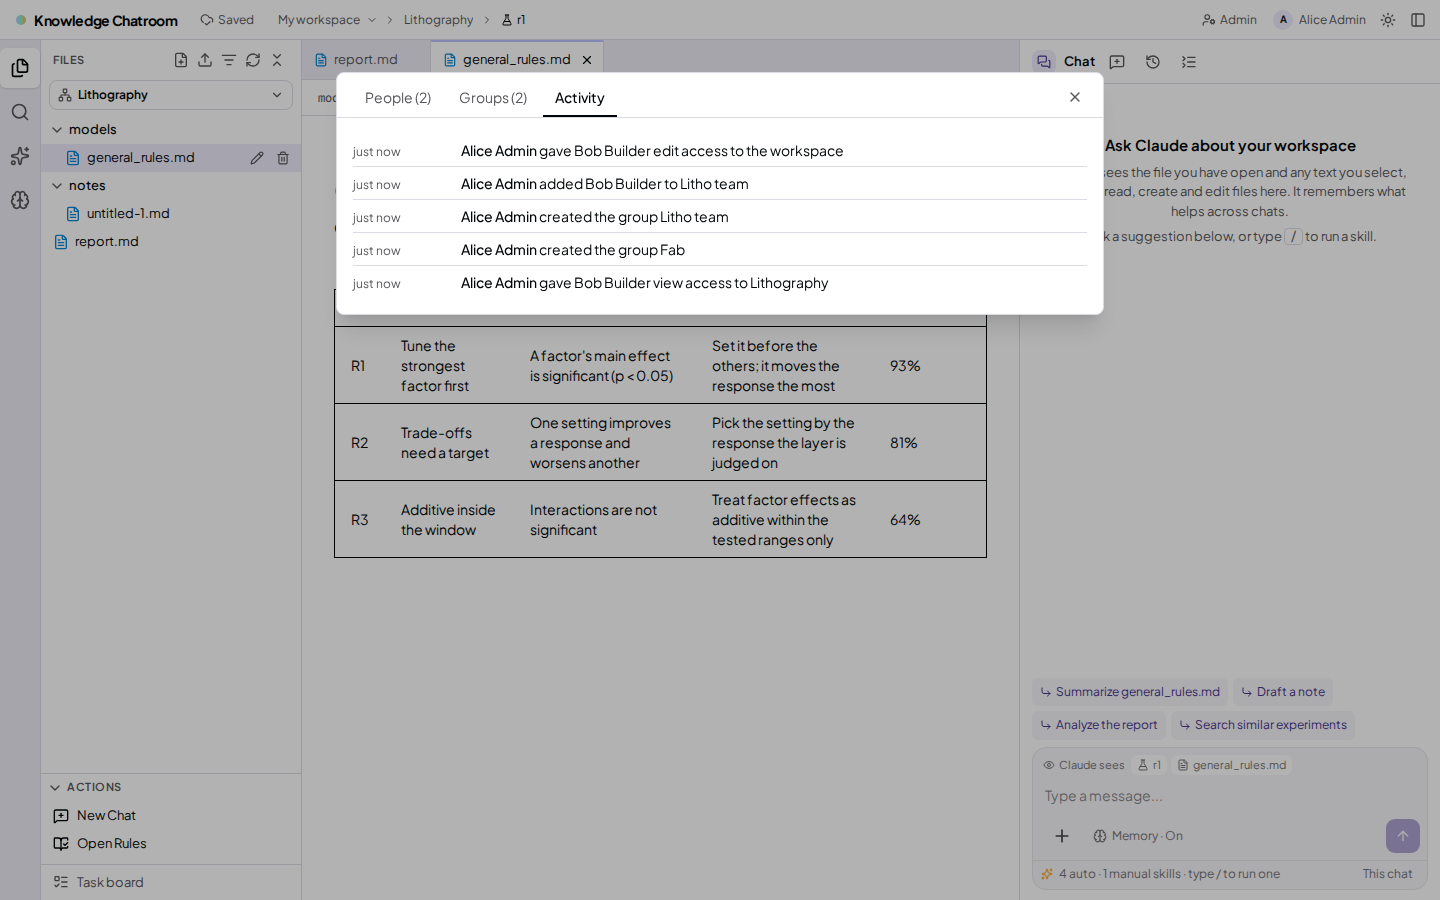 Knowledge Chatroom
Saved
My workspace
Lithography
r1
Admin
A
Alice Admin
FILES
Lithography
models
general_rules.md
notes
untitled-1.md
report.md
ACTIONS
New Chat
Open Rules
Task board
report.md
general_rules.md
People (2)
Groups (2)
Activity
just now
Alice Admin gave Bob Builder edit access to the workspace
just now
Alice Admin added Bob Builder to Litho team
just now
Alice Admin created the group Litho team
just now
Alice Admin created the group Fab
just now
Alice Admin gave Bob Builder view access to Lithography
R1
Tune the
strongest
factor first
A factor's main effect
is significant (p < 0.05)
Set it before the
others; it moves the
response the most
93%
R2
Trade-offs
need a target
One setting improves
a response and
worsens another
Pick the setting by the
response the layer is
judged on
81%
R3
Additive inside
the window
Interactions are not
significant
Treat factor effects as
additive within the
tested ranges only
64%
Chat
Ask Claude about your workspace
the file you have open and any text you select,
read, create and edit files here. It remembers what
helps across chats.
a suggestion below, or type / to run a skill.
Summarize general_rules.md
Draft a note
Analyze the report
Search similar experiments
Claude sees
r1
general_rules.md
Type a message...
Memory · On
4 auto · 1 manual skills · type / to run one
This chat